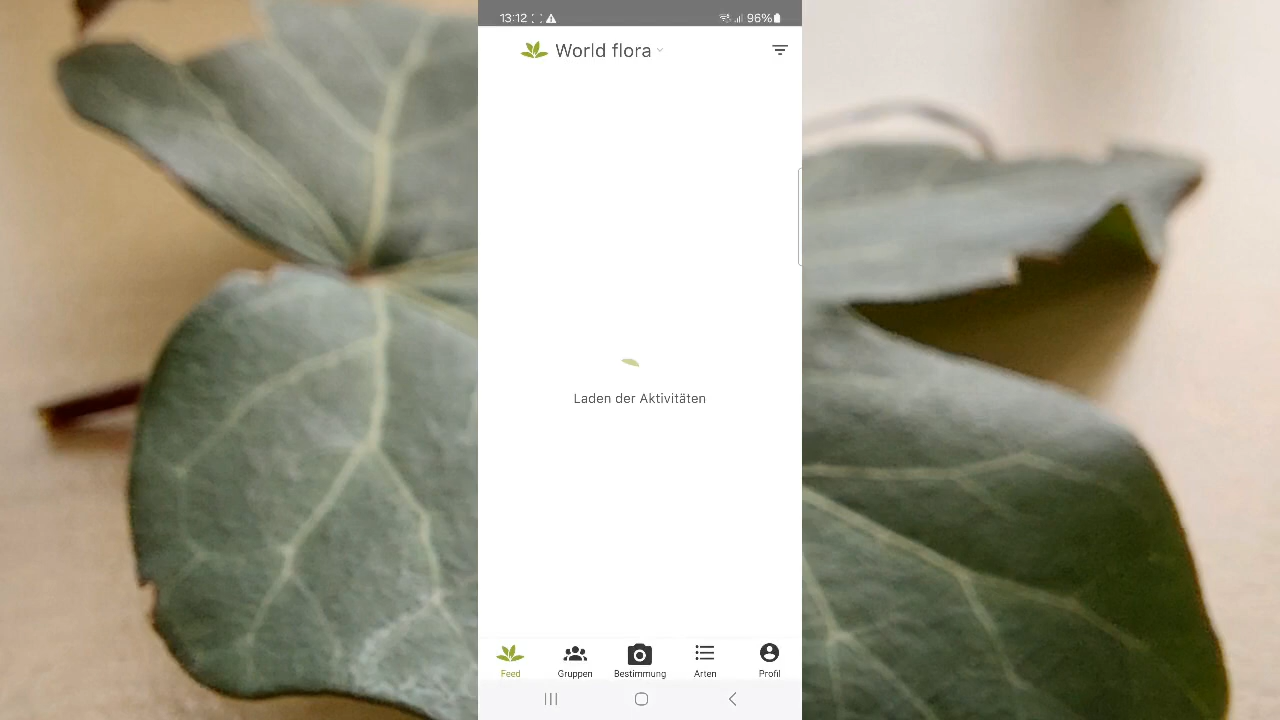 13:12 96%
World flora
Laden der Aktivitäten
Feed Gruppen Bestimmung Arten Profil